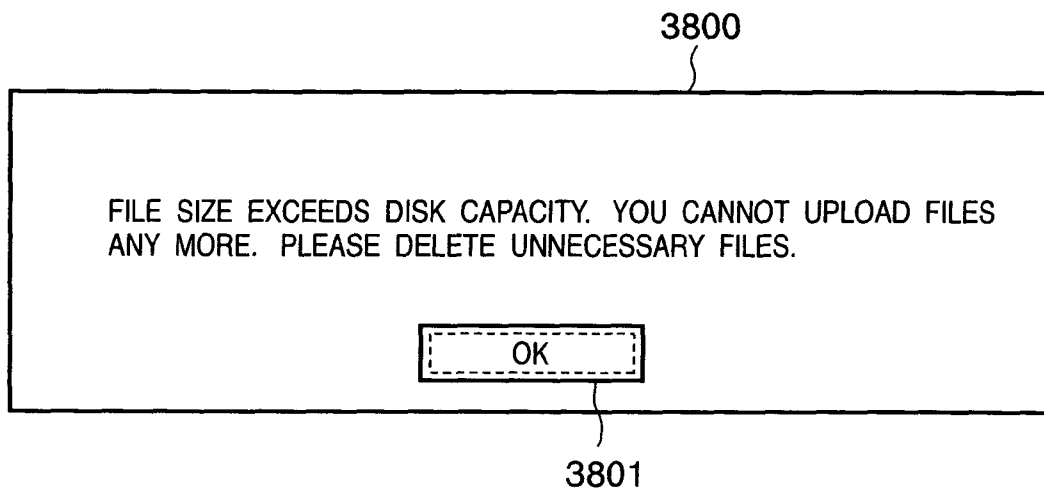 3800
FILE SIZE EXCEEDS DISK CAPACITY. YOU CANNOT UPLOAD FILES
ANY MORE. PLEASE DELETE UNNECESSARY FILES.
OK
3801